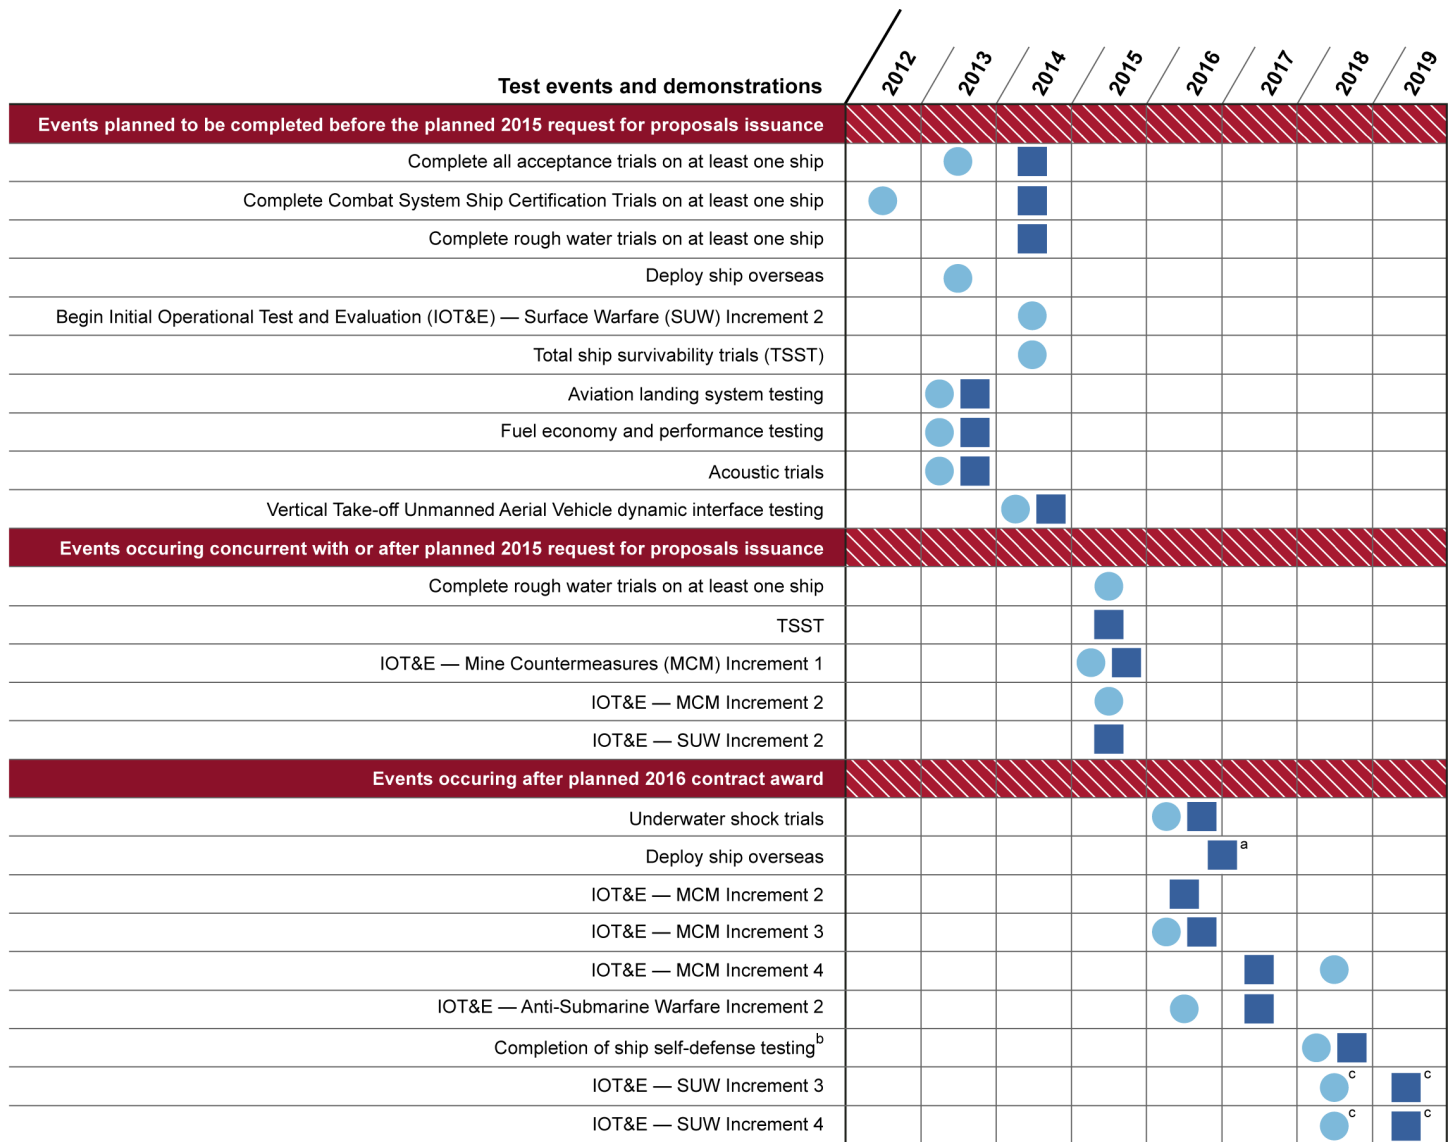 2012
2013
2014
2015
2016
2017
2018
2019
Test events and demonstrations
Events planned to be completed before the planned 2015 request for proposals issuance
Complete all acceptance trials on at least one ship
Complete Combat System Ship Certification Trials on at least one ship
Complete rough water trials on at least one ship
Deploy ship overseas
Begin Initial Operational Test and Evaluation (IOT&E) — Surface Warfare (SUW) Increment 2
Total ship survivability trials (TSST)
Aviation landing system testing
Fuel economy and performance testing
Acoustic trials
Vertical Take-off Unmanned Aerial Vehicle dynamic interface testing
Events occuring concurrent with or after planned 2015 request for proposals issuance
Complete rough water trials on at least one ship
TSST
IOT&E — Mine Countermeasures (MCM) Increment 1
IOT&E — MCM Increment 2
IOT&E — SUW Increment 2
Events occuring after planned 2016 contract award
Underwater shock trials
Deploy ship overseas a
IOT&E — MCM Increment 2
IOT&E — MCM Increment 3
IOT&E — MCM Increment 4
IOT&E — Anti-Submarine Warfare Increment 2
Completion of ship self-defense testing b
IOT&E — SUW Increment 3 c c
IOT&E — SUW Increment 4 c c